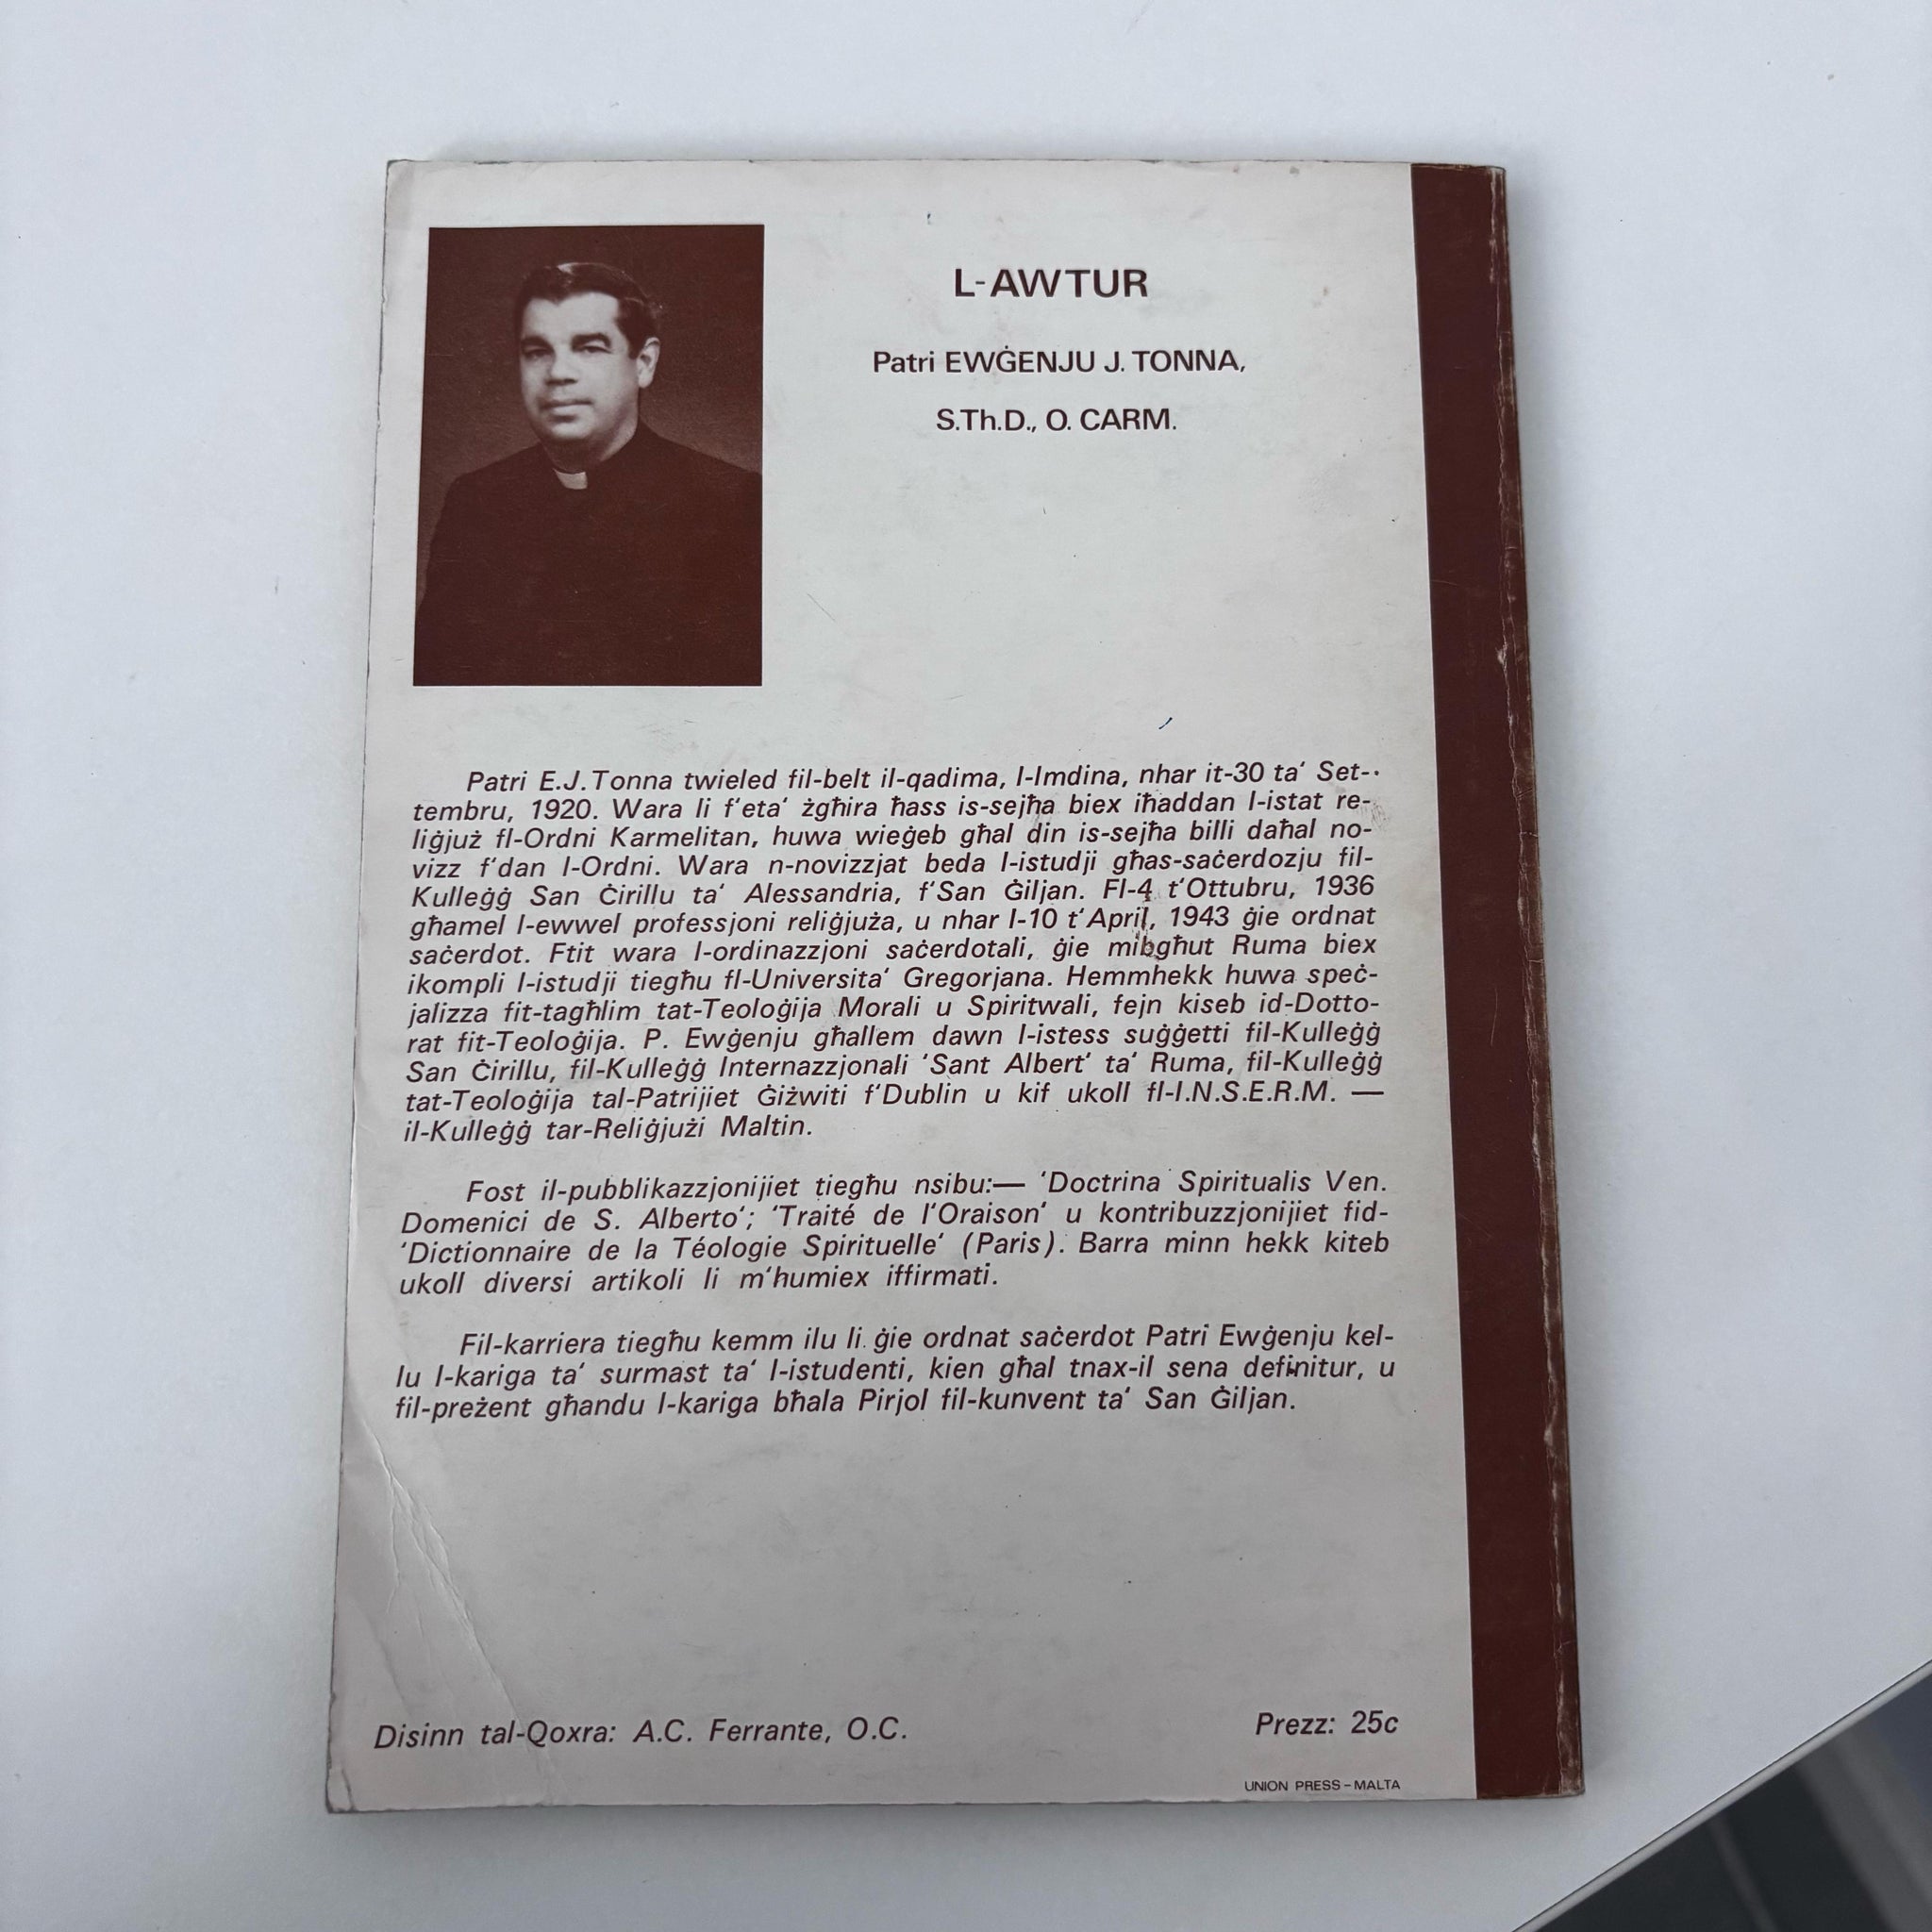 L-AWTUR
Patri EWĠENJU J. TONNA,
S.Th.D., O. CARM.
Patri E.J. Tonna twieled fil-belt il-qadima, l-Imdina, nhar it-30 ta‘ Set-
tembru, 1920. Wara li f‘eta‘ żgħira ħass is-sejħa biex iħaddan l-istat re-
liġjuż fl-Ordni Karmelitan, huwa wieġeb għal din is-sejħa billi daħal no-
vizz f‘dan l-Ordni. Wara n-novizzjat beda l-istudji għas-saċerdozju fil-
Kulleġġ San Ċirillu ta‘ Alessandria, f‘San Ġiljan. Fl-4 t‘Ottubru, 1936
għamel l-ewwel professjoni reliġjuża, u nhar l-10 t‘April, 1943 ġie ordnat
saċerdot. Ftit wara l-ordinazzjoni saċerdotali, ġie mibgħut Ruma biex
ikompli l-istudji tiegħu fl-Universita‘ Gregorjana. Hemmhekk huwa speċ-
jalizza fit-tagħlim tat-Teoloġija Morali u Spiritwali, fejn kiseb id-Dotto-
rat fit-Teoloġija. P. Ewġenju għallem dawn l-istess suġġetti fil-Kulleġġ
San Ċirillu, fil-Kulleġġ Internazzjonali ‘Sant Albert‘ ta‘ Ruma, fil-Kulleġġ
tat-Teoloġija tal-Patrijiet Ġiżwiti f‘Dublin u kif ukoll fl-I.N.S.E.R.M. —
il-Kulleġġ tar-Reliġjużi Maltin.
Fost il-pubblikazzjonijiet tiegħu nsibu:— ‘Doctrina Spiritualis Ven.
Domenici de S. Alberto‘; ‘Traité de l‘Oraison‘ u kontribuzzjonijiet fid-
‘Dictionnaire de la Téologie Spirituelle‘ (Paris). Barra minn hekk kiteb
ukoll diversi artikoli li m‘humiex iffirmati.
Fil-karriera tiegħu kemm ilu li ġie ordnat saċerdot Patri Ewġenju kel-
lu l-kariga ta‘ surmast ta‘ l-istudenti, kien għal tnax-il sena definitur, u
fil-preżent għandu l-kariga bħala Pirjol fil-kunvent ta‘ San Ġiljan.
Disinn tal-Qoxra: A.C. Ferrante, O.C.
Prezz: 25c
UNION PRESS – MALTA